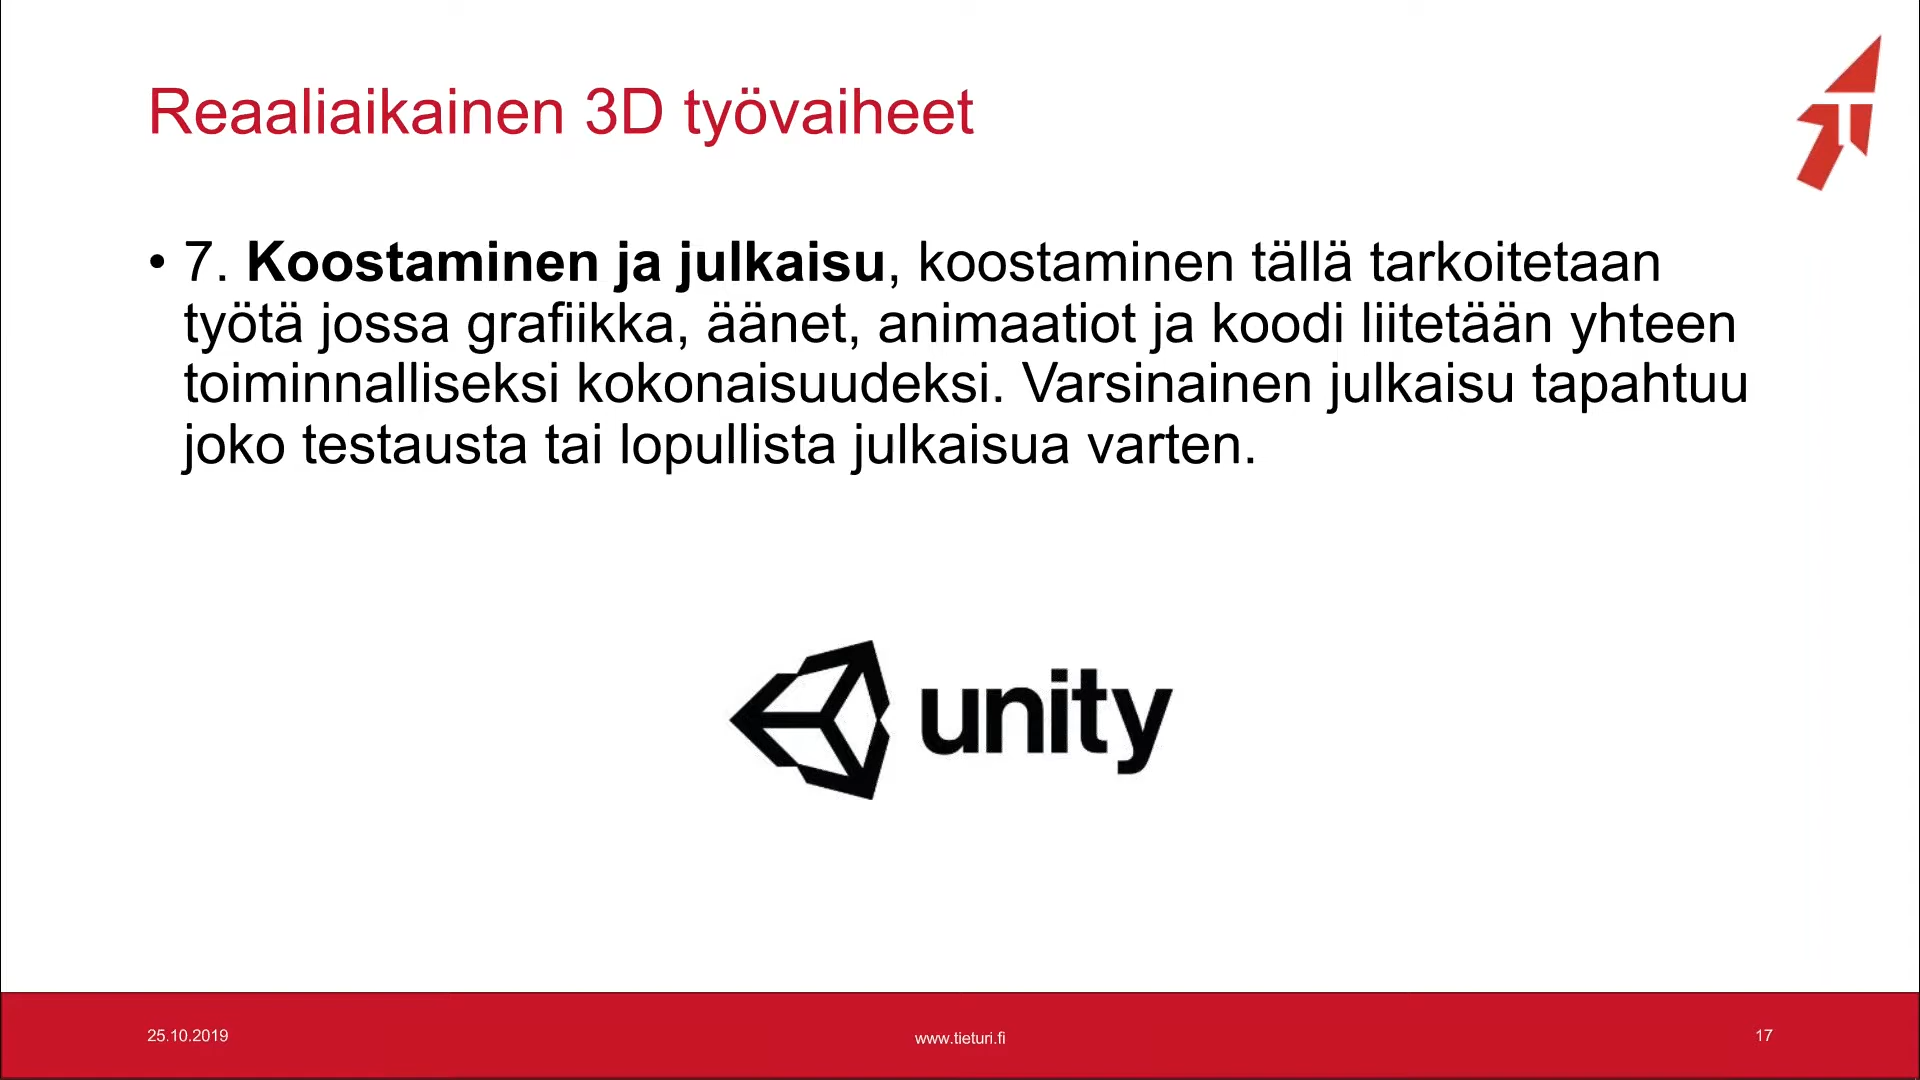 Reaaliaikainen 3D työvaiheet
• 7. Koostaminen ja julkaisu, koostaminen tällä tarkoitetaan
työtä jossa grafiikka, äänet, animaatiot ja koodi liitetään yhteen
toiminnalliseksi kokonaisuudeksi. Varsinainen julkaisu tapahtuu
joko testausta tai lopullista julkaisua varten.
unity
25.10.2019
www.tieturi.fi
17